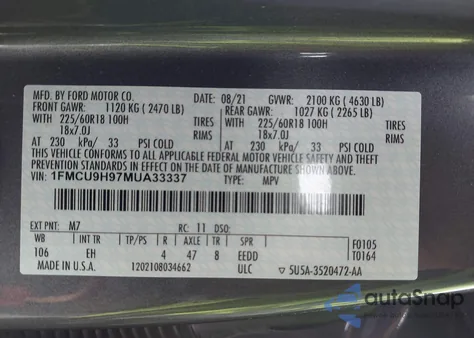 MFD. BY FORD MOTOR CO. DATE: 08/21 GVWR: 2100 KG ( 4630 LB)
FRONT GAWR: 1120 KG ( 2470 LB) REAR GAWR: 1027 KG ( 2265 LB)
WITH 225/60R18 100H TIRES WITH 225/60R18 100H TIRES
18x7.0J RIMS 18x7.0J RIMS
AT 230 kPa/ 33 PSI COLD AT 230 kPa/ 33 PSI COLD
THIS VEHICLE CONFORMS TO ALL APPLICABLE FEDERAL MOTOR VEHICLE SAFETY AND THEFT
PREVENTION STANDARDS IN EFFECT ON THE DATE OF MANUFACTURE SHOWN ABOVE.
VIN: 1FMCU9H97MUA33337 TYPE: MPV
EXT PNT: M7 RC: 11 DSO:
WB INT TR TP/PS R AXLE TR SPR F0105
106 EH 4 47 8 EEDD T0164
MADE IN U.S.A. 1202108034662 ULC 5U5A-3520472-AA
autoSnap